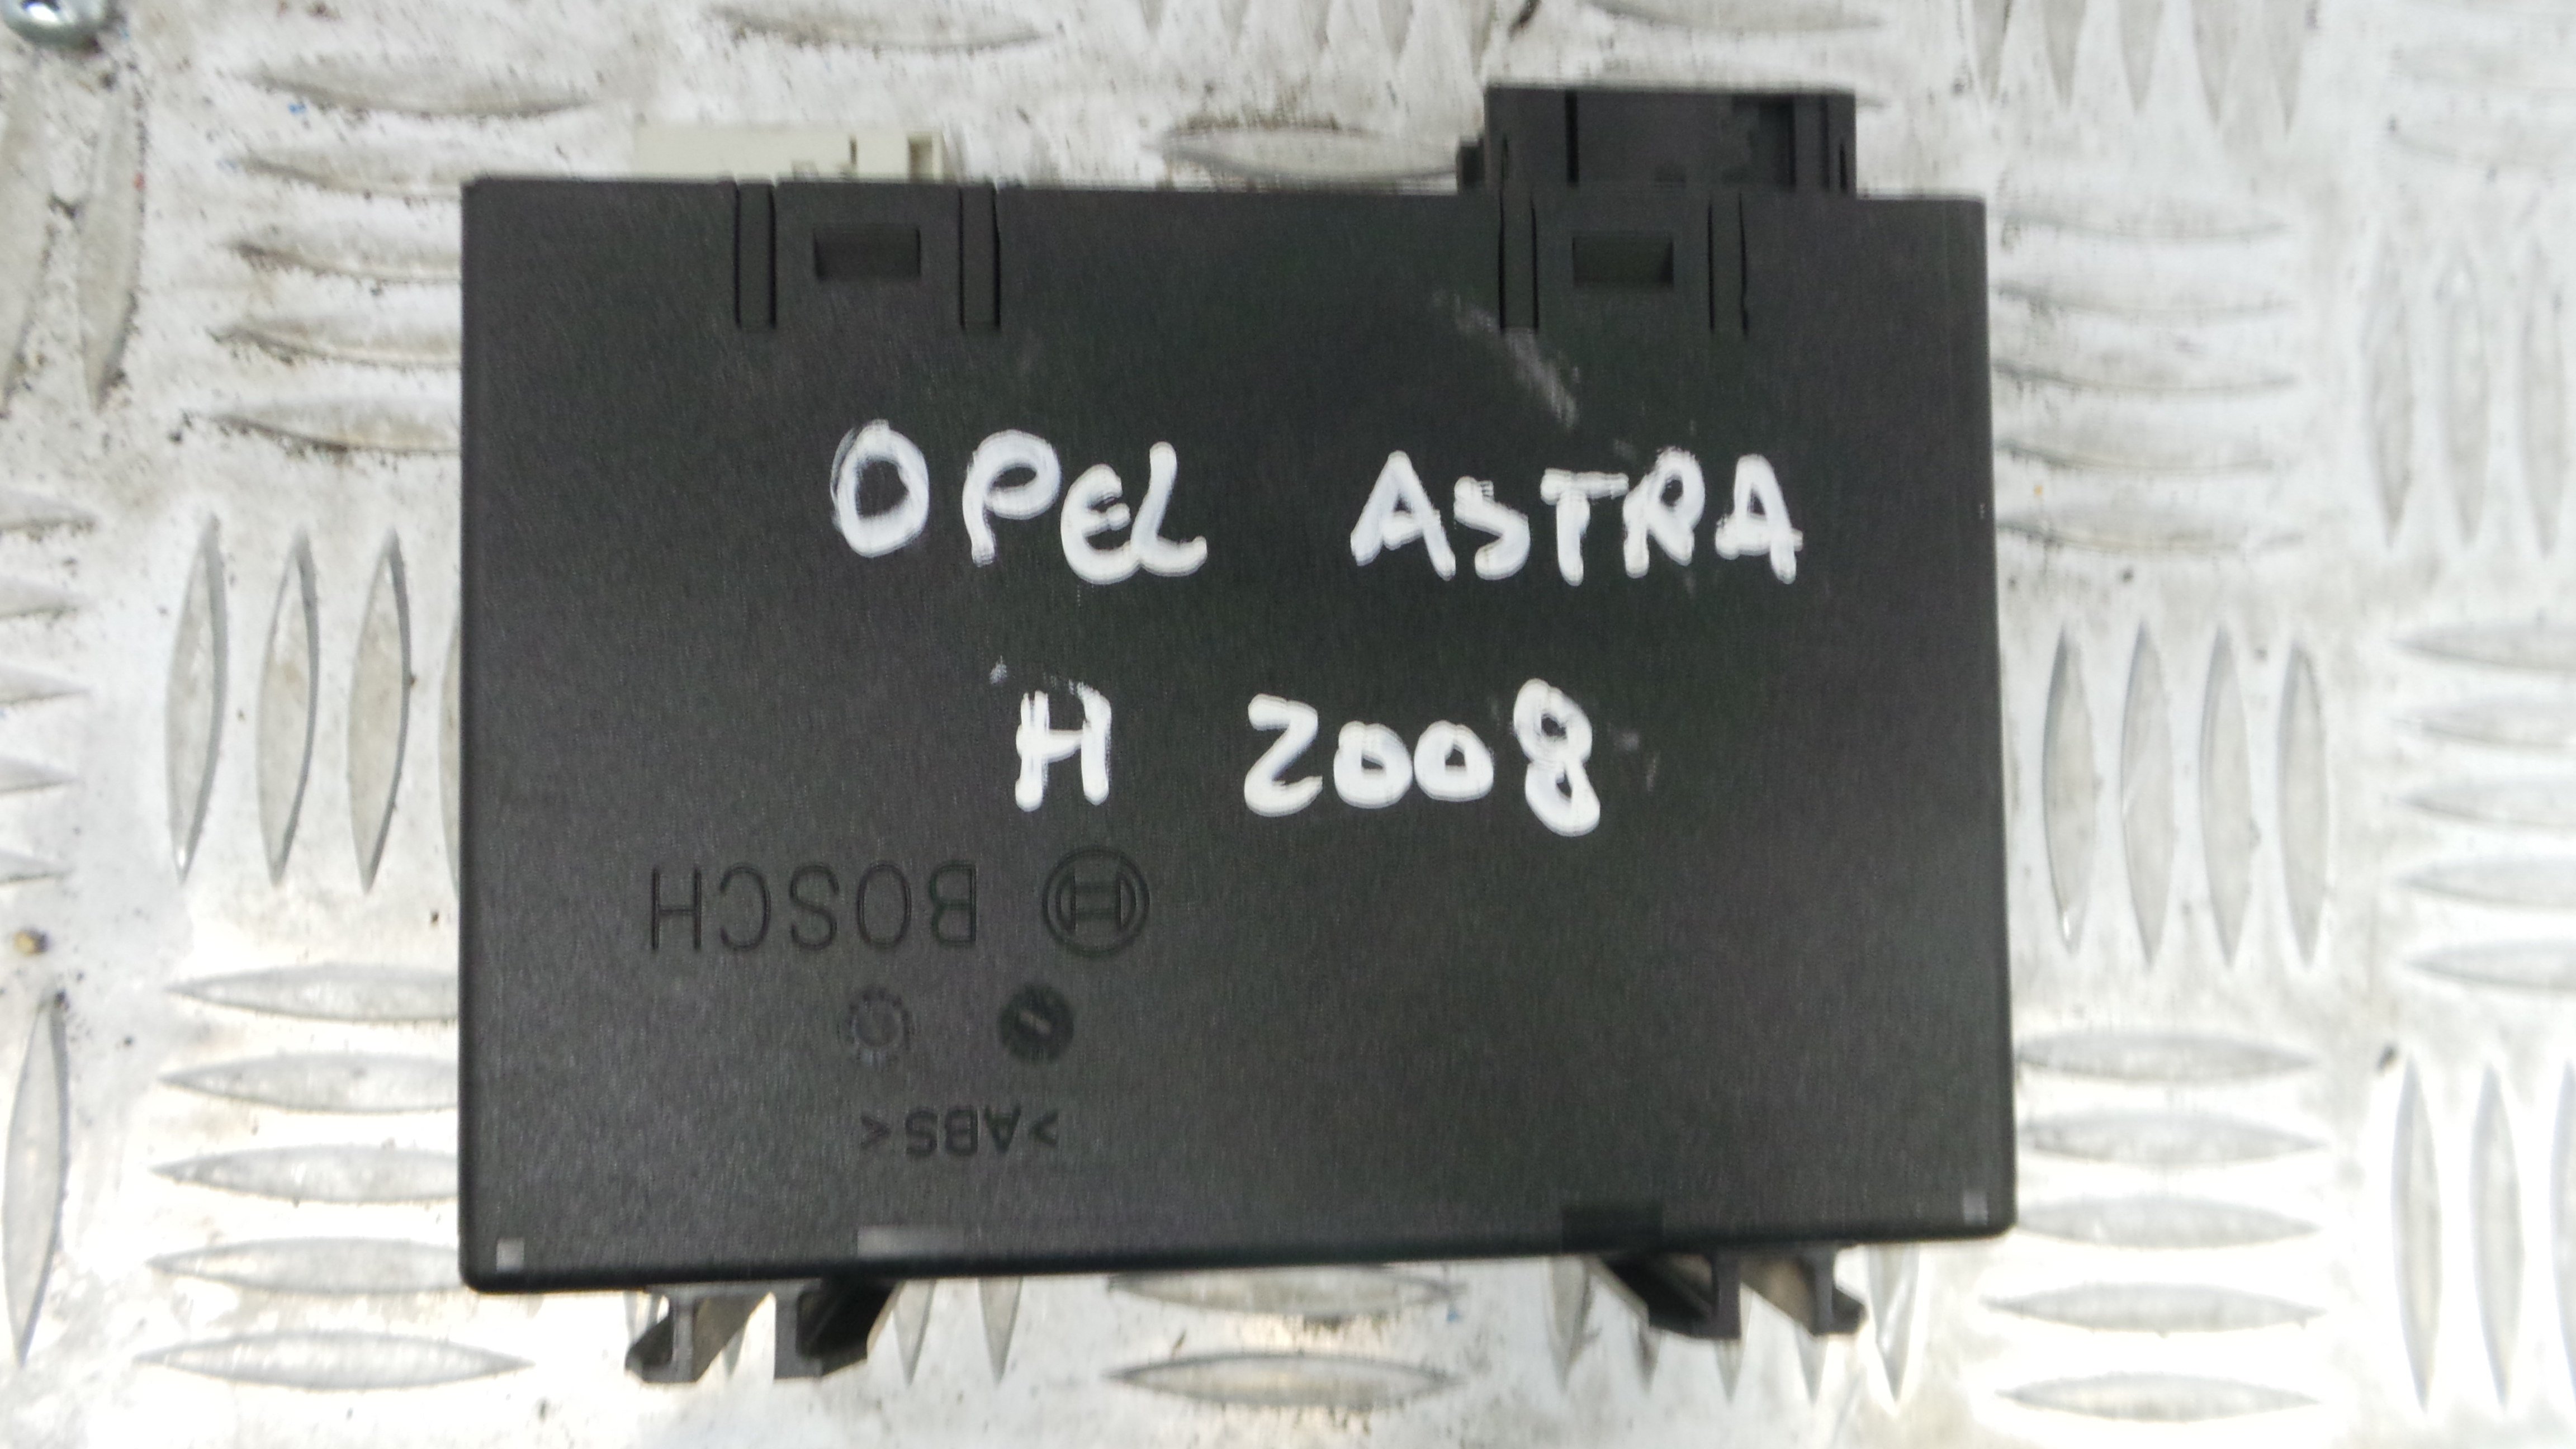 OPEL ASTRA
H 2008
BOSCH
>ABS<